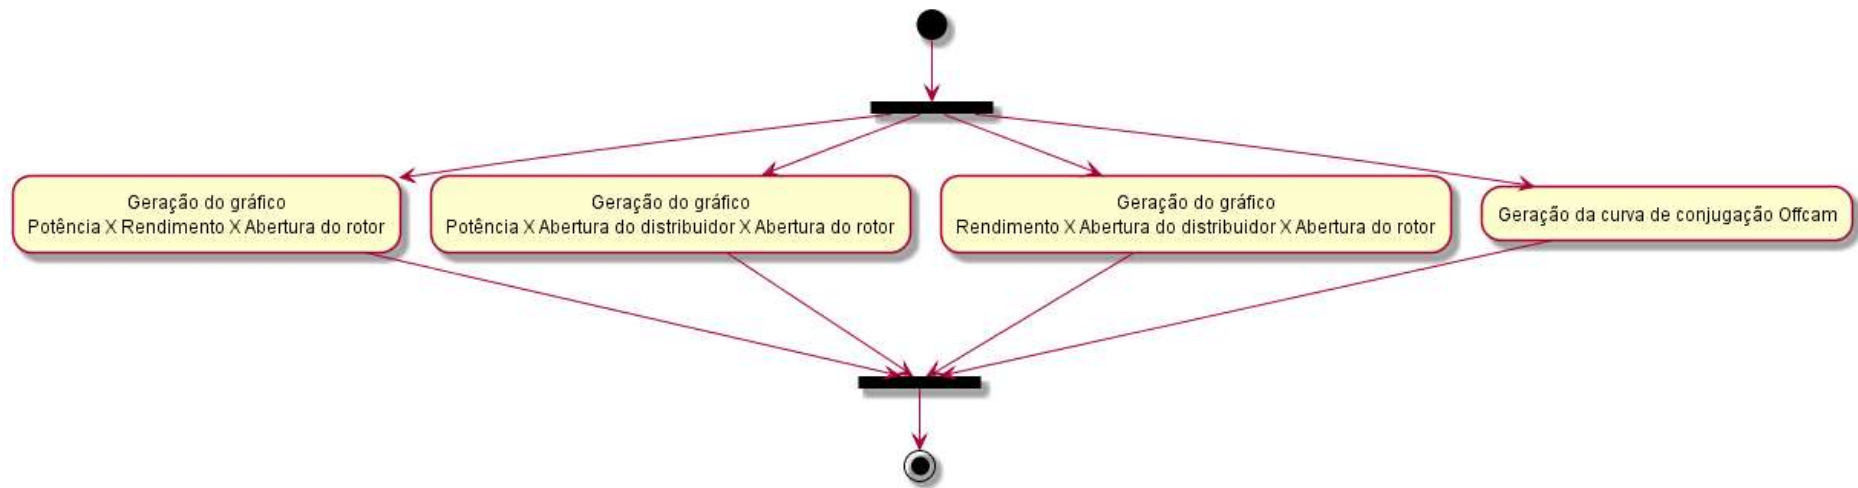 Geração do gráfico
Potência X Rendimento X Abertura do rotor
Geração do gráfico
Potência X Abertura do distribuidor X Abertura do rotor
Geração do gráfico
Rendimento X Abertura do distribuidor X Abertura do rotor
Geração da curva de conjugação Offcam